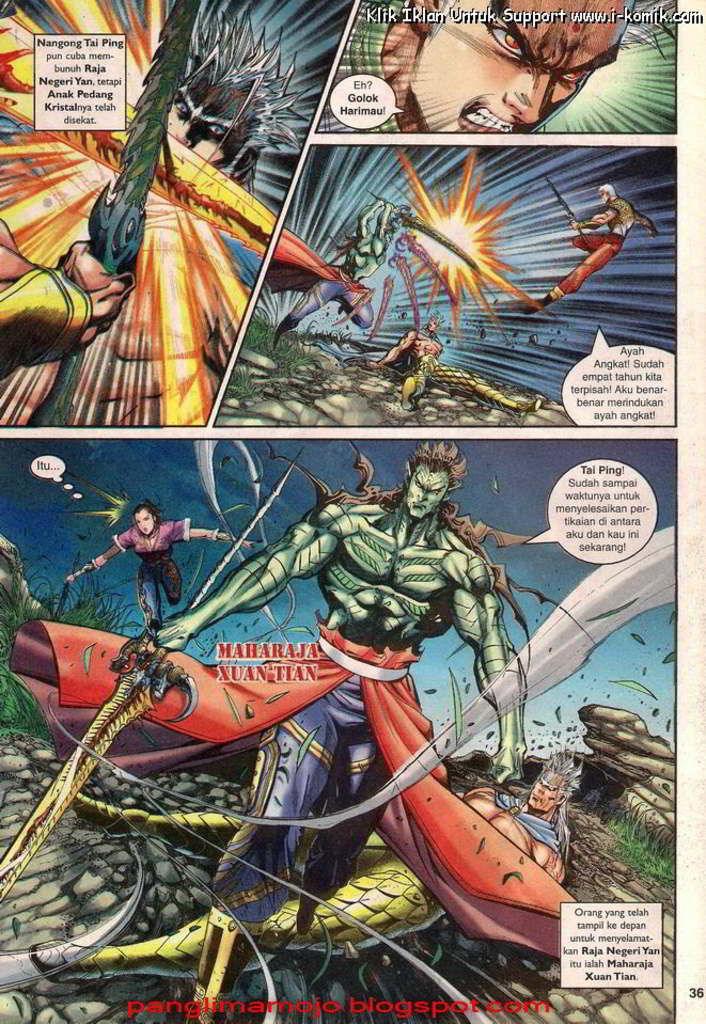 Klik Iklan Untuk Support www.i-komik.com
Nangong Tai Ping
pun cuba mem-
bunuh Raja
Negeri Yan, tetapi
Anak Pedang
Kristalnya telah
disekat.
Eh?
Golok
Harimau!
Ayah
Angkat! Sudah
empat tahun kita
terpisah! Aku benar-
benar merindukan
ayah angkat!
Itu...
Tai Ping!
Sudah sampai
waktunya untuk
menyelesaikan per-
tikaian di antara
aku dan kau ini
sekarang!
MAHARAJA
XUAN TIAN
Orang yang telah
tampil ke depan
untuk menyelamat-
kan Raja Negeri Yan
itu ialah Maharaja
Xuan Tian.
36
panglimamojo.blogspot.com